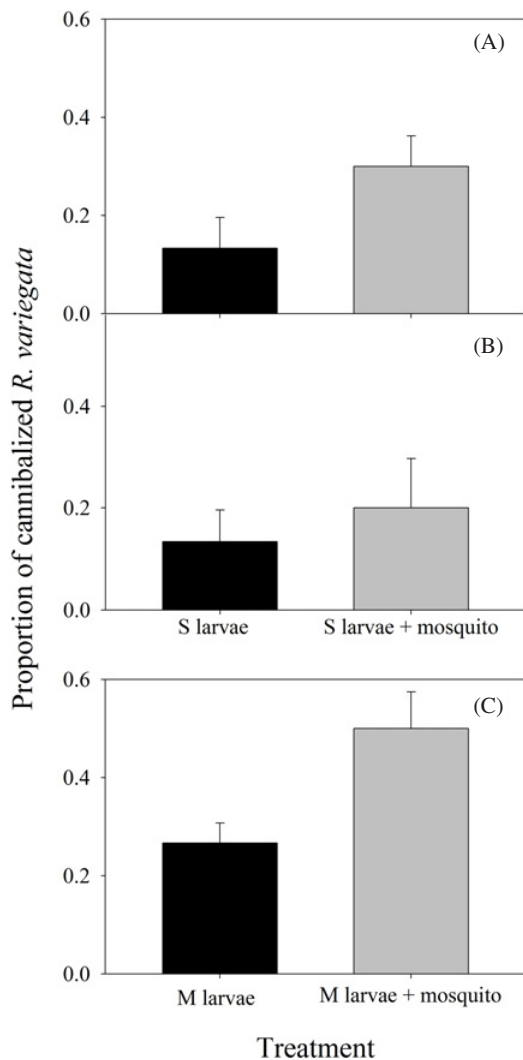 Proportion of cannibalized R. variegata
(A)
0.6
0.4
0.2
0.0
(B)
0.4
0.2
0.0
S larvae
S larvae + mosquito
(C)
0.6
0.4
0.2
0.0
M larvae
M larvae + mosquito
Treatment